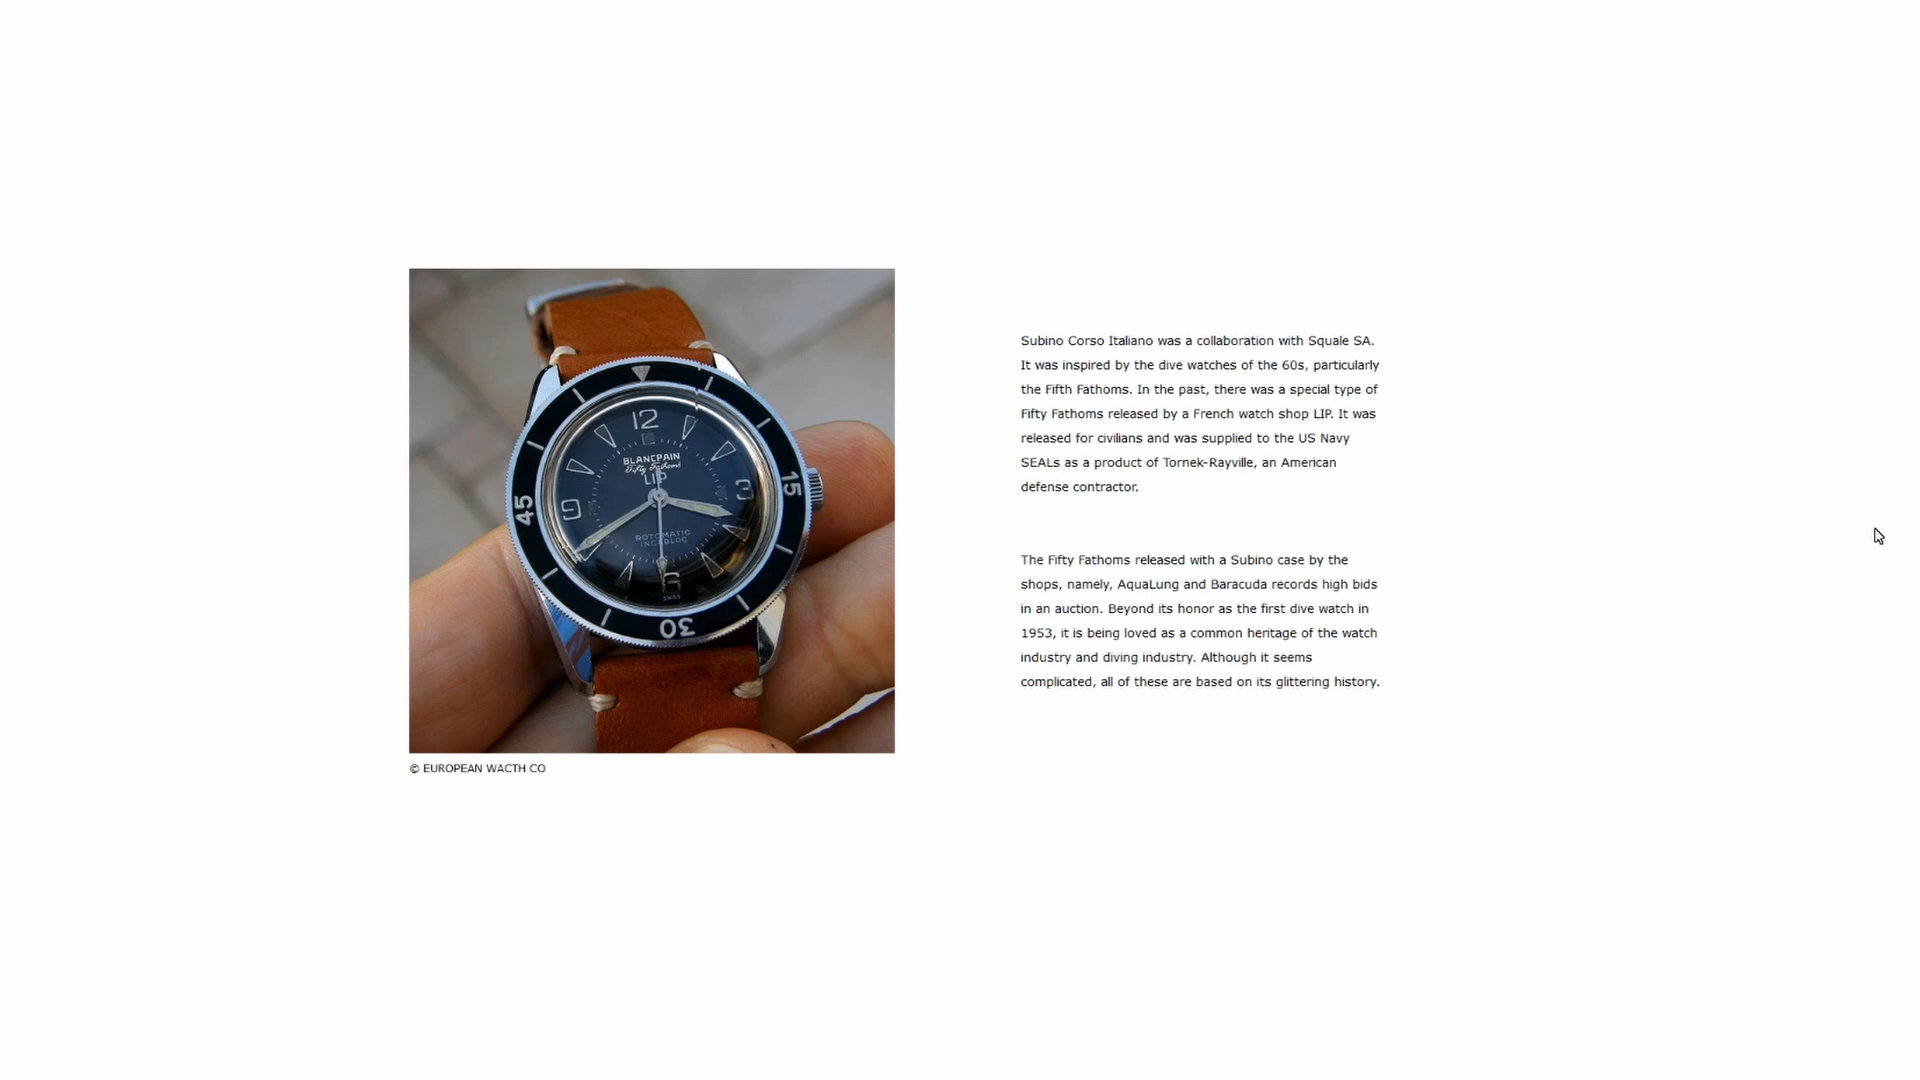 12
BLANCPAIN
Fifty Fathoms
LIP
3
15
9
45
ROTOMATIC
INCABLOC
6
SWISS
30
© EUROPEAN WACTH CO
Subino Corso Italiano was a collaboration with Squale SA.
It was inspired by the dive watches of the 60s, particularly
the Fifth Fathoms. In the past, there was a special type of
Fifty Fathoms released by a French watch shop LIP. It was
released for civilians and was supplied to the US Navy
SEALs as a product of Tornek-Rayville, an American
defense contractor.
The Fifty Fathoms released with a Subino case by the
shops, namely, AquaLung and Baracuda records high bids
in an auction. Beyond its honor as the first dive watch in
1953, it is being loved as a common heritage of the watch
industry and diving industry. Although it seems
complicated, all of these are based on its glittering history.